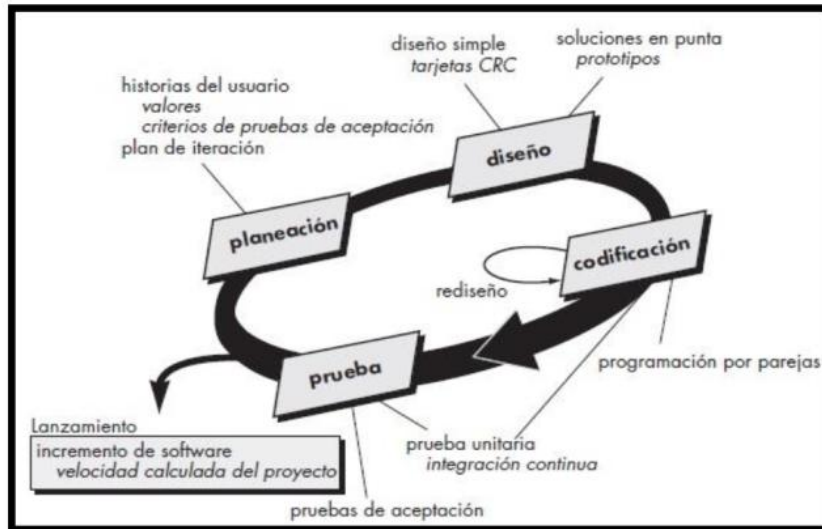 diseño simple
tarjetas CRC
soluciones en punta
prototipos
historias del usuario
valores
criterios de pruebas de aceptación
plan de iteración
diseño
planeación
codificación
rediseño
prueba
programación por parejas
Lanzamiento
incremento de software
velocidad calculada del proyecto
prueba unitaria
integración continua
pruebas de aceptación